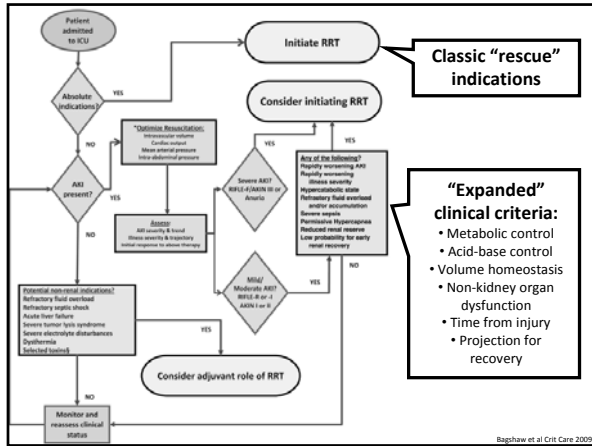 Patient
admitted
to ICU
Initiate RRT
Classic “rescue”
indications
Absolute
indications?
YES
NO
Consider initiating RRT
*Optimize Resuscitation:
Intravascular volume
Cardiac output
Mean arterial pressure
Intra-abdominal pressure
AKI
present?
YES
NO
Assess:
AKI severity & trend
Illness severity & trajectory
Initial response to above therapy
YES
Severe AKI?
RIFLE-F/AKIN III or
Anuria
YES
Any of the following?
Rapidly worsening AKI
Rapidly worsening
illness severity
Hypercatabolic state
Refractory fluid overload
and/or accumulation
Severe sepsis
Permissive Hypercapnea
Reduced renal reserve
Low probability for early
renal recovery
Mild/
Moderate AKI?
RIFLE-R or -I
AKIN I or II
YES
NO
“Expanded”
clinical criteria:
• Metabolic control
• Acid-base control
• Volume homeostasis
• Non-kidney organ
dysfunction
• Time from injury
• Projection for
recovery
Potential non-renal indications?
Refractory fluid overload
Refractory septic shock
Acute liver failure
Severe tumor lysis syndrome
Severe electrolyte disturbances
Dysthermia
Selected toxins§
YES
Consider adjuvant role of RRT
NO
Monitor and
reassess clinical
status
Bagshaw et al Crit Care 2009